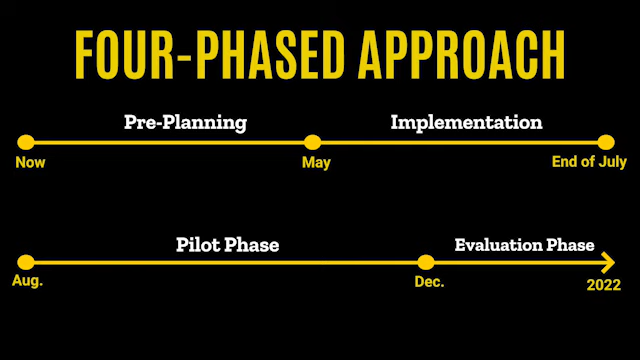 FOUR-PHASED APPROACH
Pre-Planning Implementation
Now May End of July
Pilot Phase Evaluation Phase
Aug. Dec. 2022